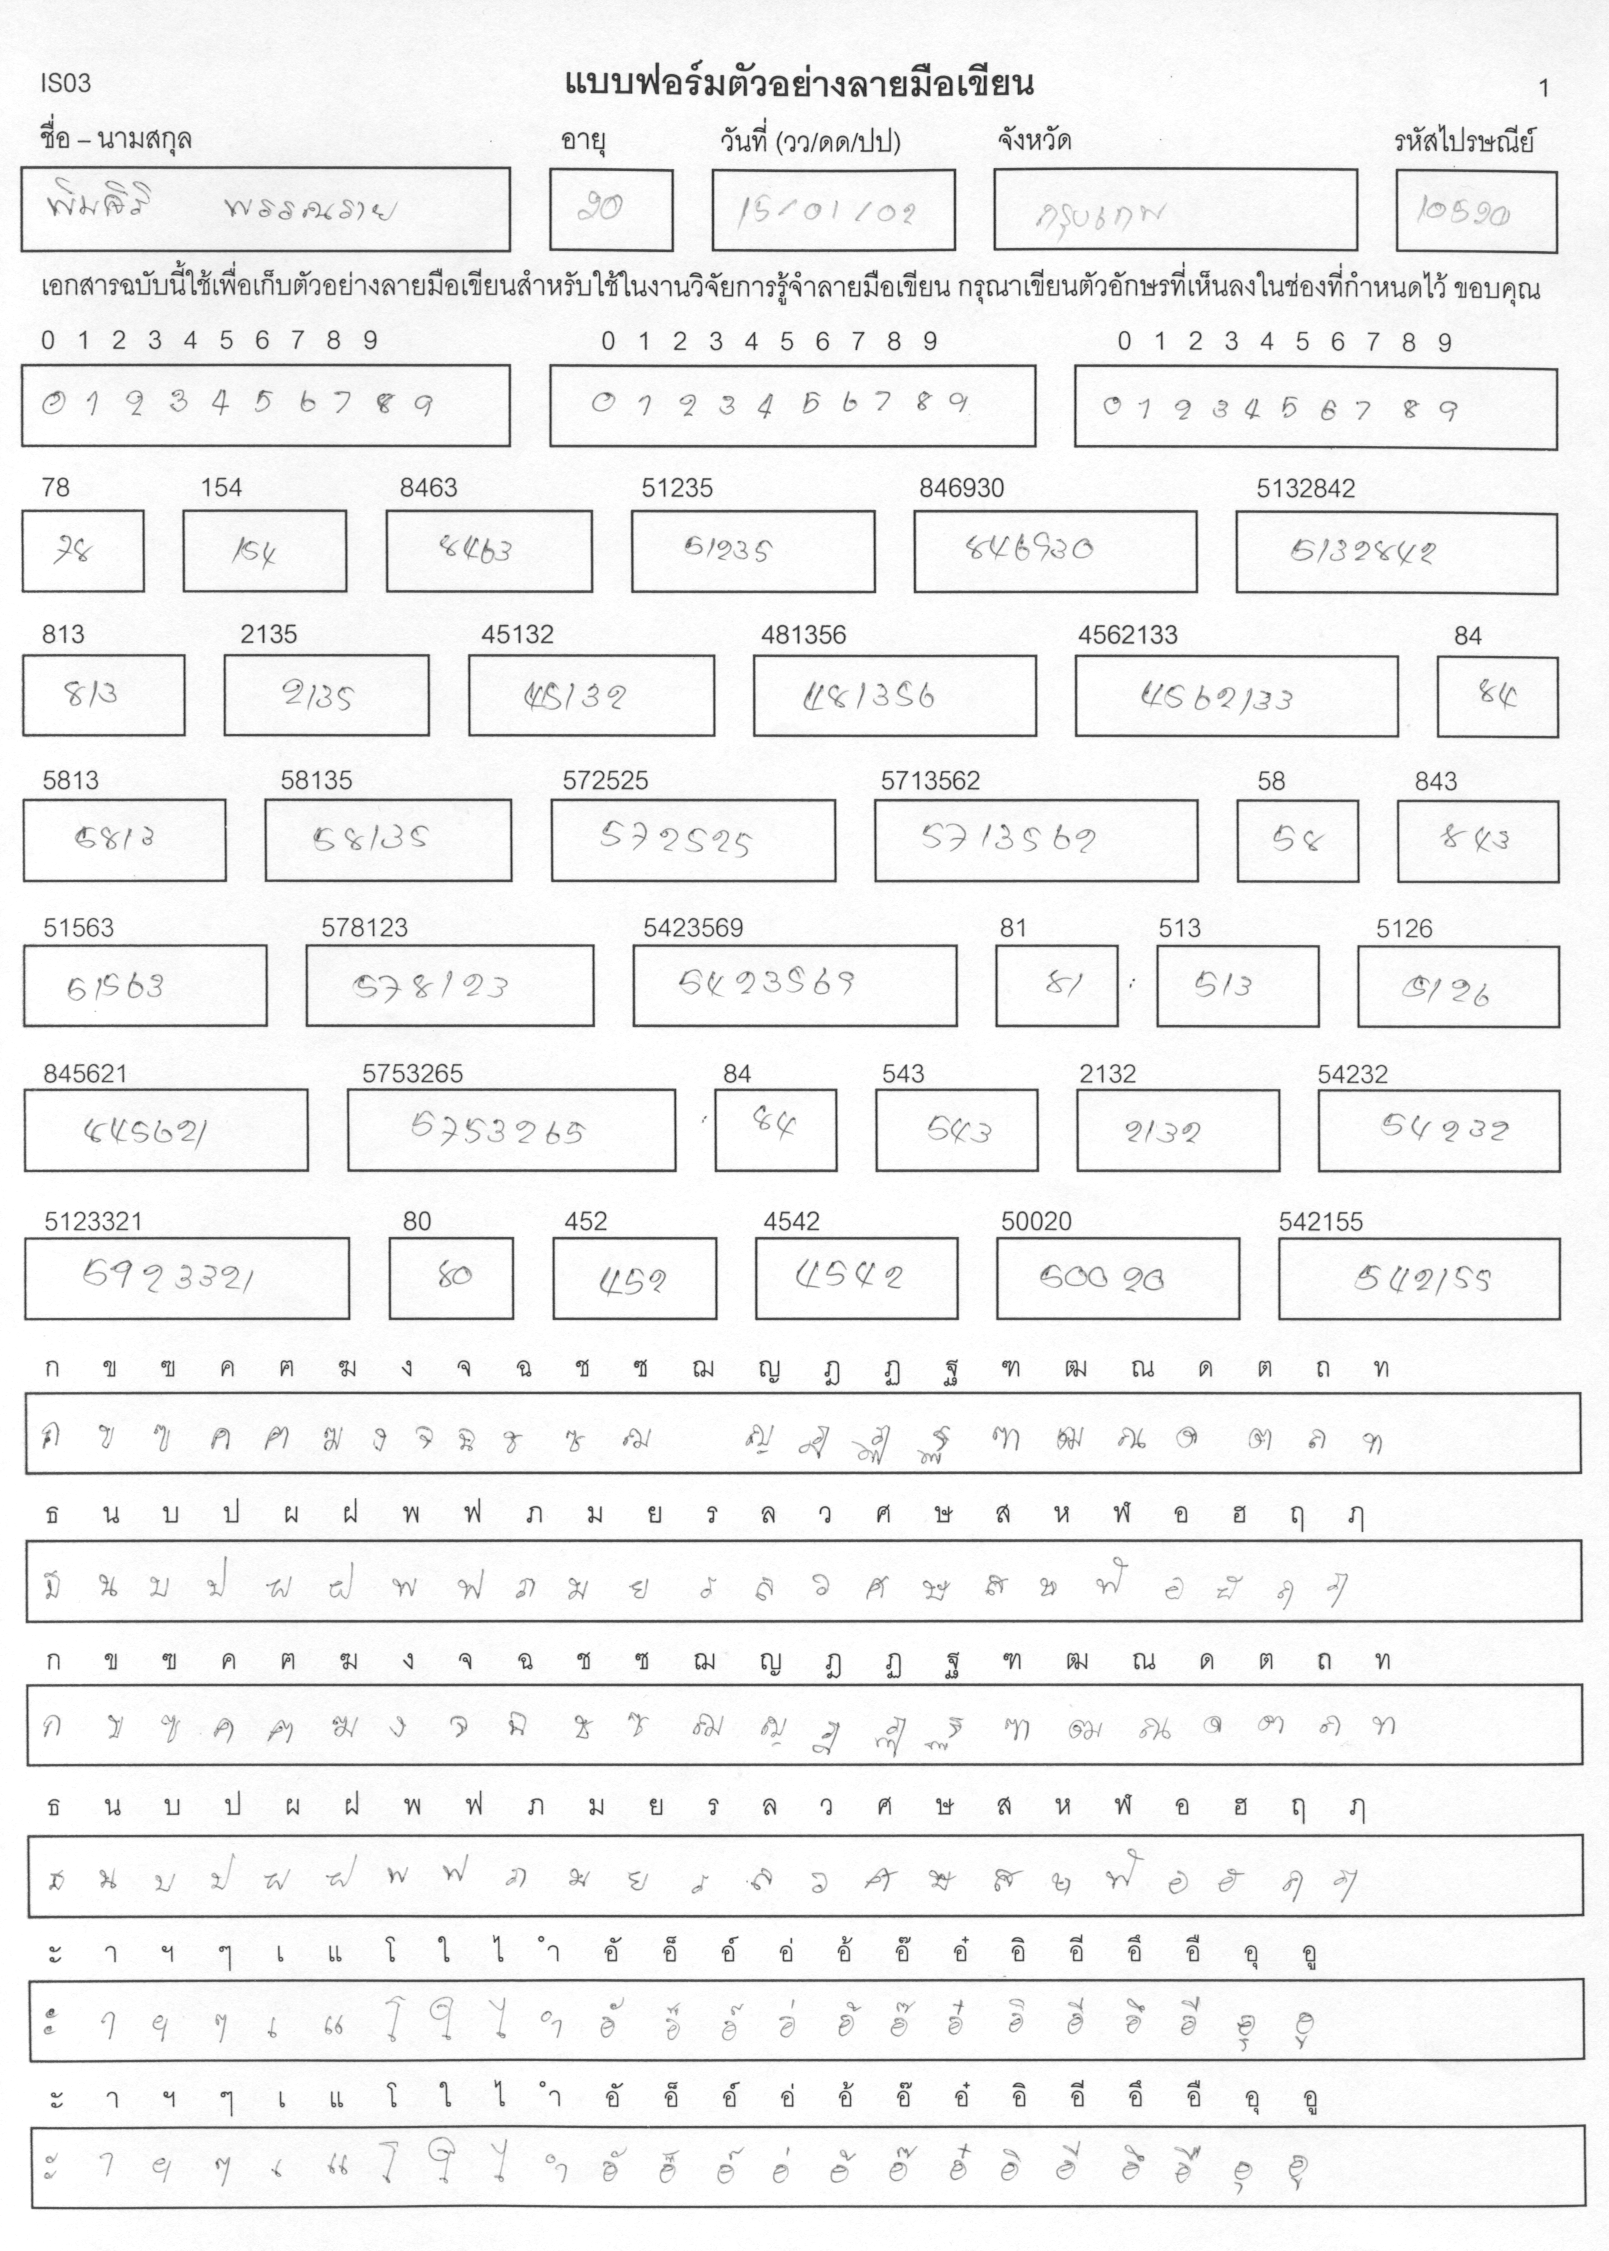 IS03 แบบฟอร์มตัวอย่างลายมือเขียน 1
ชื่อ – นามสกุล อายุ วันที่ (วว/ดด/ปป) จังหวัด รหัสไปรษณีย์
พรรณราย 20 15/01/02 กรุงเทพ 10520
เอกสารฉบับนี้ใช้เพื่อเก็บตัวอย่างลายมือเขียนสำหรับใช้ในงานวิจัยการรู้จำลายมือเขียน กรุณาเขียนตัวอักษรที่เห็นลงในช่องที่กำหนดไว้ ขอบคุณ
0 1 2 3 4 5 6 7 8 9 0 1 2 3 4 5 6 7 8 9 0 1 2 3 4 5 6 7 8 9
0 1 2 3 4 5 6 7 8 9 0 1 2 3 4 5 6 7 8 9 0 1 2 3 4 5 6 7 8 9
78 154 8463 51235 846930 5132842
78 154 8463 51235 846930 5132842
813 2135 45132 481356 4562133 84
813 2135 45132 481356 4562133 84
5813 58135 572525 5713562 58 843
5813 58135 572525 5713562 58 843
51563 578123 5423569 81 513 5126
51563 578123 5423569 81 513 5126
845621 5753265 84 543 2132 54232
845621 5753265 84 543 2132 54232
5123321 80 452 4542 50020 542155
5923321 80 452 4542 50020 542155
ก ข ฃ ค ฅ ฆ ง จ ฉ ช ซ ฌ ญ ฎ ฏ ฐ ฑ ฒ ณ ด ต ถ ท
ก ข ฃ ค ฅ ฆ ง จ ฉ ช ซ ฌ ญ ฎ ฏ ฐ ฑ ฒ ณ ด ต ถ ท
ธ น บ ป ผ ฝ พ ฟ ภ ม ย ร ล ว ศ ษ ส ห ฬ อ ฮ ฤ ฦ
ธ น บ ป ผ ฝ พ ฟ ภ ม ย ร ล ว ศ ษ ส ห ฬ อ ฮ ฤ ฦ
ก ข ฃ ค ฅ ฆ ง จ ฉ ช ซ ฌ ญ ฎ ฏ ฐ ฑ ฒ ณ ด ต ถ ท
ก ข ฃ ค ฅ ฆ ง จ ฉ ช ซ ฌ ญ ฎ ฏ ฐ ฑ ฒ ณ ด ต ถ ท
ธ น บ ป ผ ฝ พ ฟ ภ ม ย ร ล ว ศ ษ ส ห ฬ อ ฮ ฤ ฦ
ธ น บ ป ผ ฝ พ ฟ ภ ม ย ร ล ว ศ ษ ส ห ฬ อ ฮ ฤ ฦ
ะ า ฯ ๆ เ แ โ ใ ไ ำ อั อ็ อ์ อ่ อ้ อ๊ อ๋ อิ อี อึ อื อุ อู
ะ า ฯ ๆ เ แ โ ใ ไ ำ อั อ็ อ์ อ่ อ้ อ๊ อ๋ อิ อี อึ อื อุ อู
ะ า ฯ ๆ เ แ โ ใ ไ ำ อั อ็ อ์ อ่ อ้ อ๊ อ๋ อิ อี อึ อื อุ อู
ะ า ฯ ๆ เ แ โ ใ ไ ำ อั อ็ อ์ อ่ อ้ อ๊ อ๋ อิ อี อึ อื อุ อู